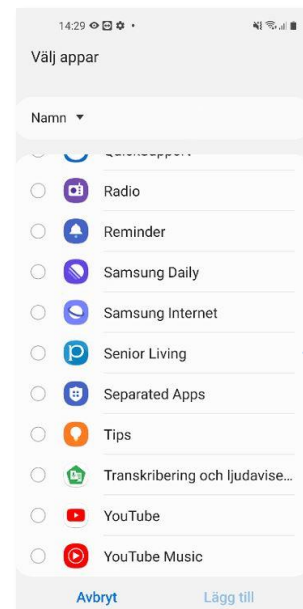 14:29
Välj appar
Namn
QuickSupport
Radio
Reminder
Samsung Daily
Samsung Internet
Senior Living
Separated Apps
Tips
Transkribering och ljudavise...
YouTube
YouTube Music
Avbryt
Lägg till